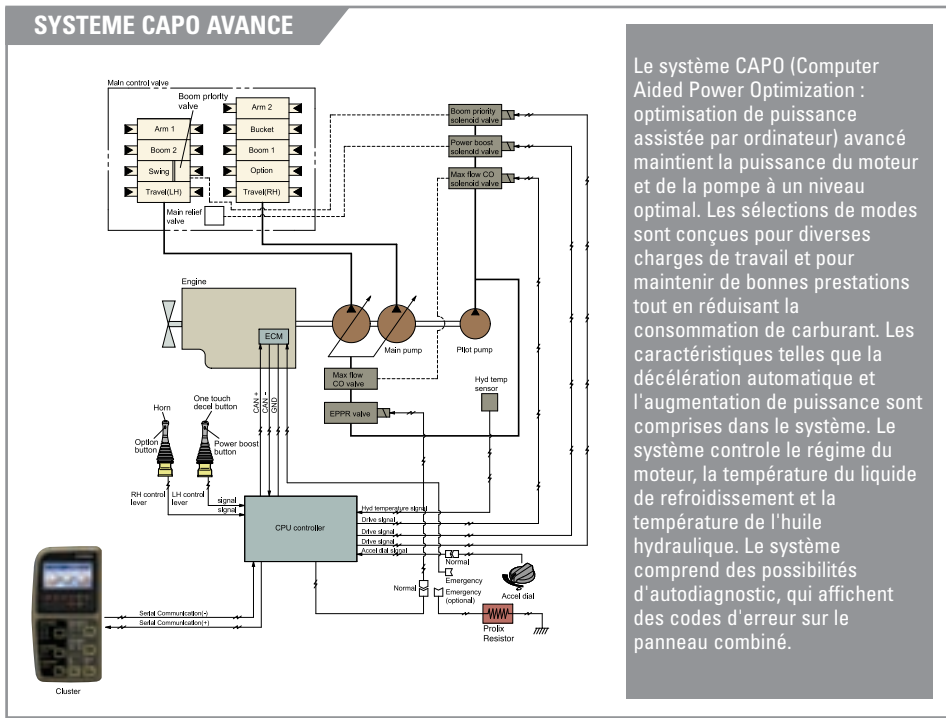 SYSTEME CAPO AVANCE
Main control valve
Boom priority
valve
Arm 1
Boom 2
Swing
Travel(LH)
Arm 2
Bucket
Boom 1
Option
Travel(RH)
Main relief
valve
Boom priority
solenoid valve
Power boost
solenoid valve
Max flow CO
solenoid valve
Engine
ECM
Main pump
Pilot pump
Max flow
CO valve
EPPR valve
Hyd temp
sensor
CAN +
CAN -
GND
Horn
One touch
decel button
Option
button
Power boost
button
RH control
lever
LH control
lever
signal
signal
CPU controller
Hyd temperature signal
Drive signal
Drive signal
Drive signal
Accel dial signal
Normal
Emergency
Accel dial
Normal
Emergency
(optional)
Prolix
Resistor
Serial Communication(-)
Serial Communication(+)
Cluster
Le système CAPO (Computer
Aided Power Optimization :
optimisation de puissance
assistée par ordinateur) avancé
maintient la puissance du moteur
et de la pompe à un niveau
optimal. Les sélections de modes
sont conçues pour diverses
charges de travail et pour
maintenir de bonnes prestations
tout en réduisant la
consommation de carburant. Les
caractéristiques telles que la
décélération automatique et
l'augmentation de puissance sont
comprises dans le système. Le
système controle le régime du
moteur, la température du liquide
de refroidissement et la
température de l'huile
hydraulique. Le système
comprend des possibilités
d'autodiagnostic, qui affichent
des codes d'erreur sur le
panneau combiné.